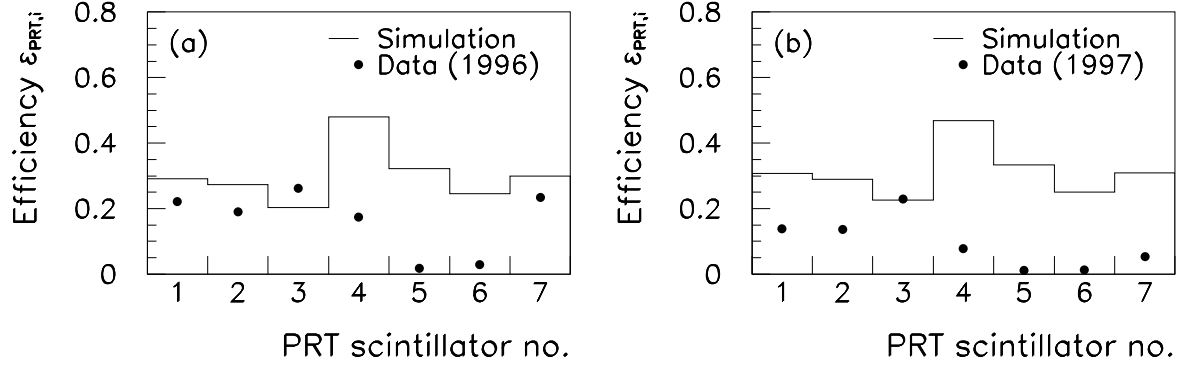 0.8
(a)
Simulation
Data (1996)
0.6
0.4
0.2
0
Efficiency ε_PRT,i
1 2 3 4 5 6 7
PRT scintillator no.
0.8
(b)
Simulation
Data (1997)
0.6
0.4
0.2
0
Efficiency ε_PRT,i
1 2 3 4 5 6 7
PRT scintillator no.